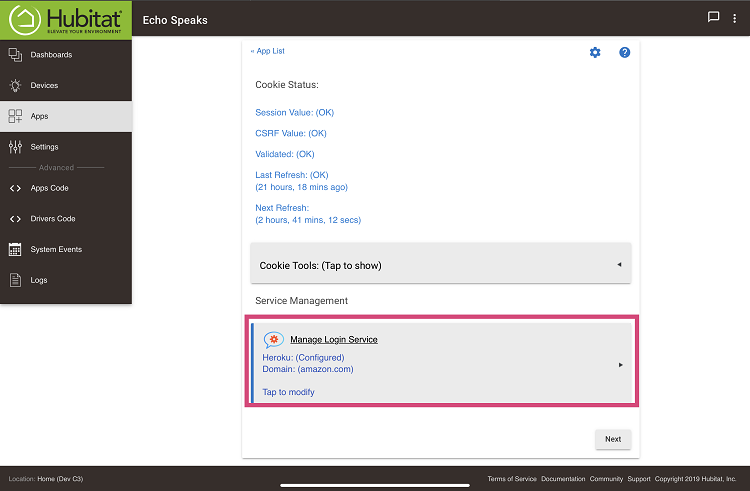 Hubitat®
ELEVATE YOUR ENVIRONMENT
Echo Speaks
Dashboards
Devices
Apps
Settings
Advanced
Apps Code
Drivers Code
System Events
Logs
« App List
Cookie Status:
Session Value: (OK)
CSRF Value: (OK)
Validated: (OK)
Last Refresh: (OK)
(21 hours, 18 mins ago)
Next Refresh:
(2 hours, 41 mins, 12 secs)
Cookie Tools: (Tap to show)
Service Management
Manage Login Service
Heroku: (Configured)
Domain: (amazon.com)
Tap to modify
Next
Location: Home (Dev C3)
Terms of Service Documentation Community Support Copyright 2019 Hubitat, Inc.